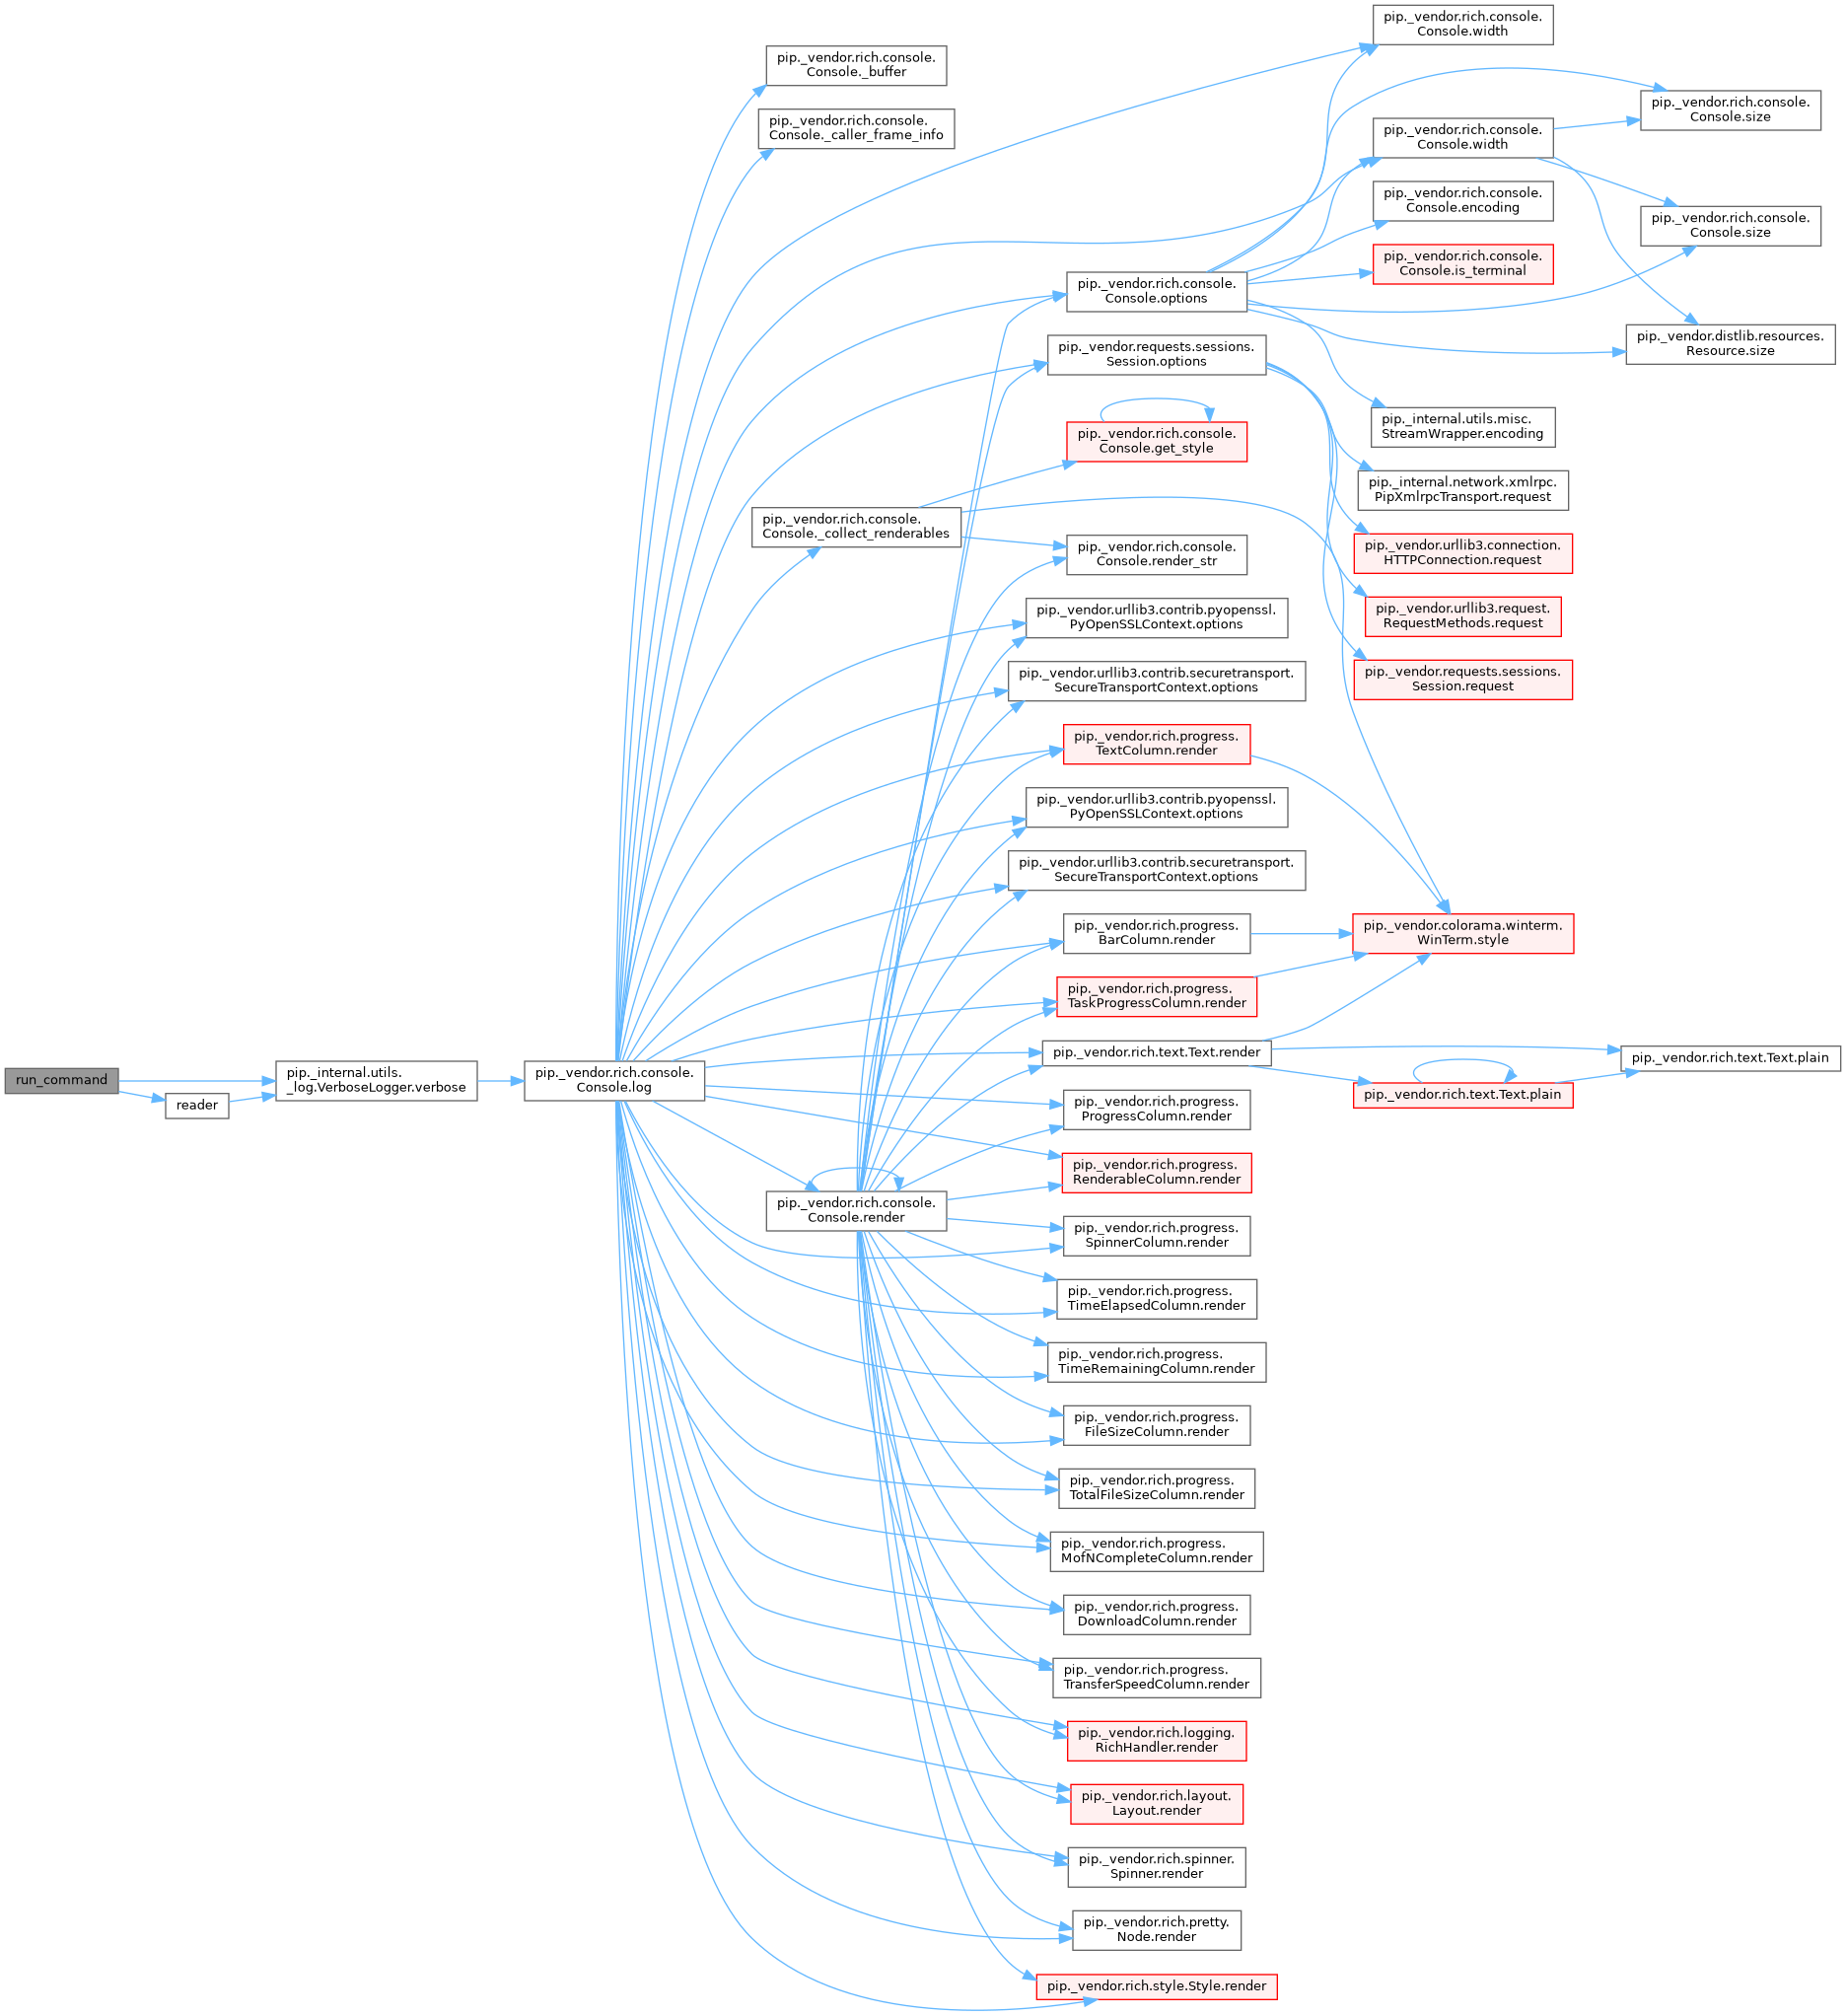 run_command
reader
pip._internal.utils.
_log.VerboseLogger.verbose
pip._vendor.rich.console.
Console.log
pip._vendor.rich.console.
Console._buffer
pip._vendor.rich.console.
Console._caller_frame_info
pip._vendor.rich.console.
Console._collect_renderables
pip._vendor.rich.console.
Console.render
pip._vendor.rich.console.
Console.options
pip._vendor.requests.sessions.
Session.options
pip._vendor.rich.console.
Console.get_style
pip._vendor.rich.console.
Console.render_str
pip._vendor.urllib3.contrib.pyopenssl.
PyOpenSSLContext.options
pip._vendor.urllib3.contrib.securetransport.
SecureTransportContext.options
pip._vendor.rich.progress.
TextColumn.render
pip._vendor.urllib3.contrib.pyopenssl.
PyOpenSSLContext.options
pip._vendor.urllib3.contrib.securetransport.
SecureTransportContext.options
pip._vendor.rich.progress.
BarColumn.render
pip._vendor.rich.progress.
TaskProgressColumn.render
pip._vendor.rich.text.Text.render
pip._vendor.rich.progress.
ProgressColumn.render
pip._vendor.rich.progress.
RenderableColumn.render
pip._vendor.rich.progress.
SpinnerColumn.render
pip._vendor.rich.progress.
TimeElapsedColumn.render
pip._vendor.rich.progress.
TimeRemainingColumn.render
pip._vendor.rich.progress.
FileSizeColumn.render
pip._vendor.rich.progress.
TotalFileSizeColumn.render
pip._vendor.rich.progress.
MofNCompleteColumn.render
pip._vendor.rich.progress.
DownloadColumn.render
pip._vendor.rich.progress.
TransferSpeedColumn.render
pip._vendor.rich.logging.
RichHandler.render
pip._vendor.rich.layout.
Layout.render
pip._vendor.rich.spinner.
Spinner.render
pip._vendor.rich.pretty.
Node.render
pip._vendor.rich.style.Style.render
pip._vendor.rich.console.
Console.width
pip._vendor.rich.console.
Console.width
pip._vendor.rich.console.
Console.encoding
pip._vendor.rich.console.
Console.is_terminal
pip._internal.utils.misc.
StreamWrapper.encoding
pip._internal.network.xmlrpc.
PipXmlrpcTransport.request
pip._vendor.urllib3.connection.
HTTPConnection.request
pip._vendor.urllib3.request.
RequestMethods.request
pip._vendor.requests.sessions.
Session.request
pip._vendor.colorama.winterm.
WinTerm.style
pip._vendor.rich.text.Text.plain
pip._vendor.rich.console.
Console.size
pip._vendor.rich.console.
Console.size
pip._vendor.distlib.resources.
Resource.size
pip._vendor.rich.text.Text.plain